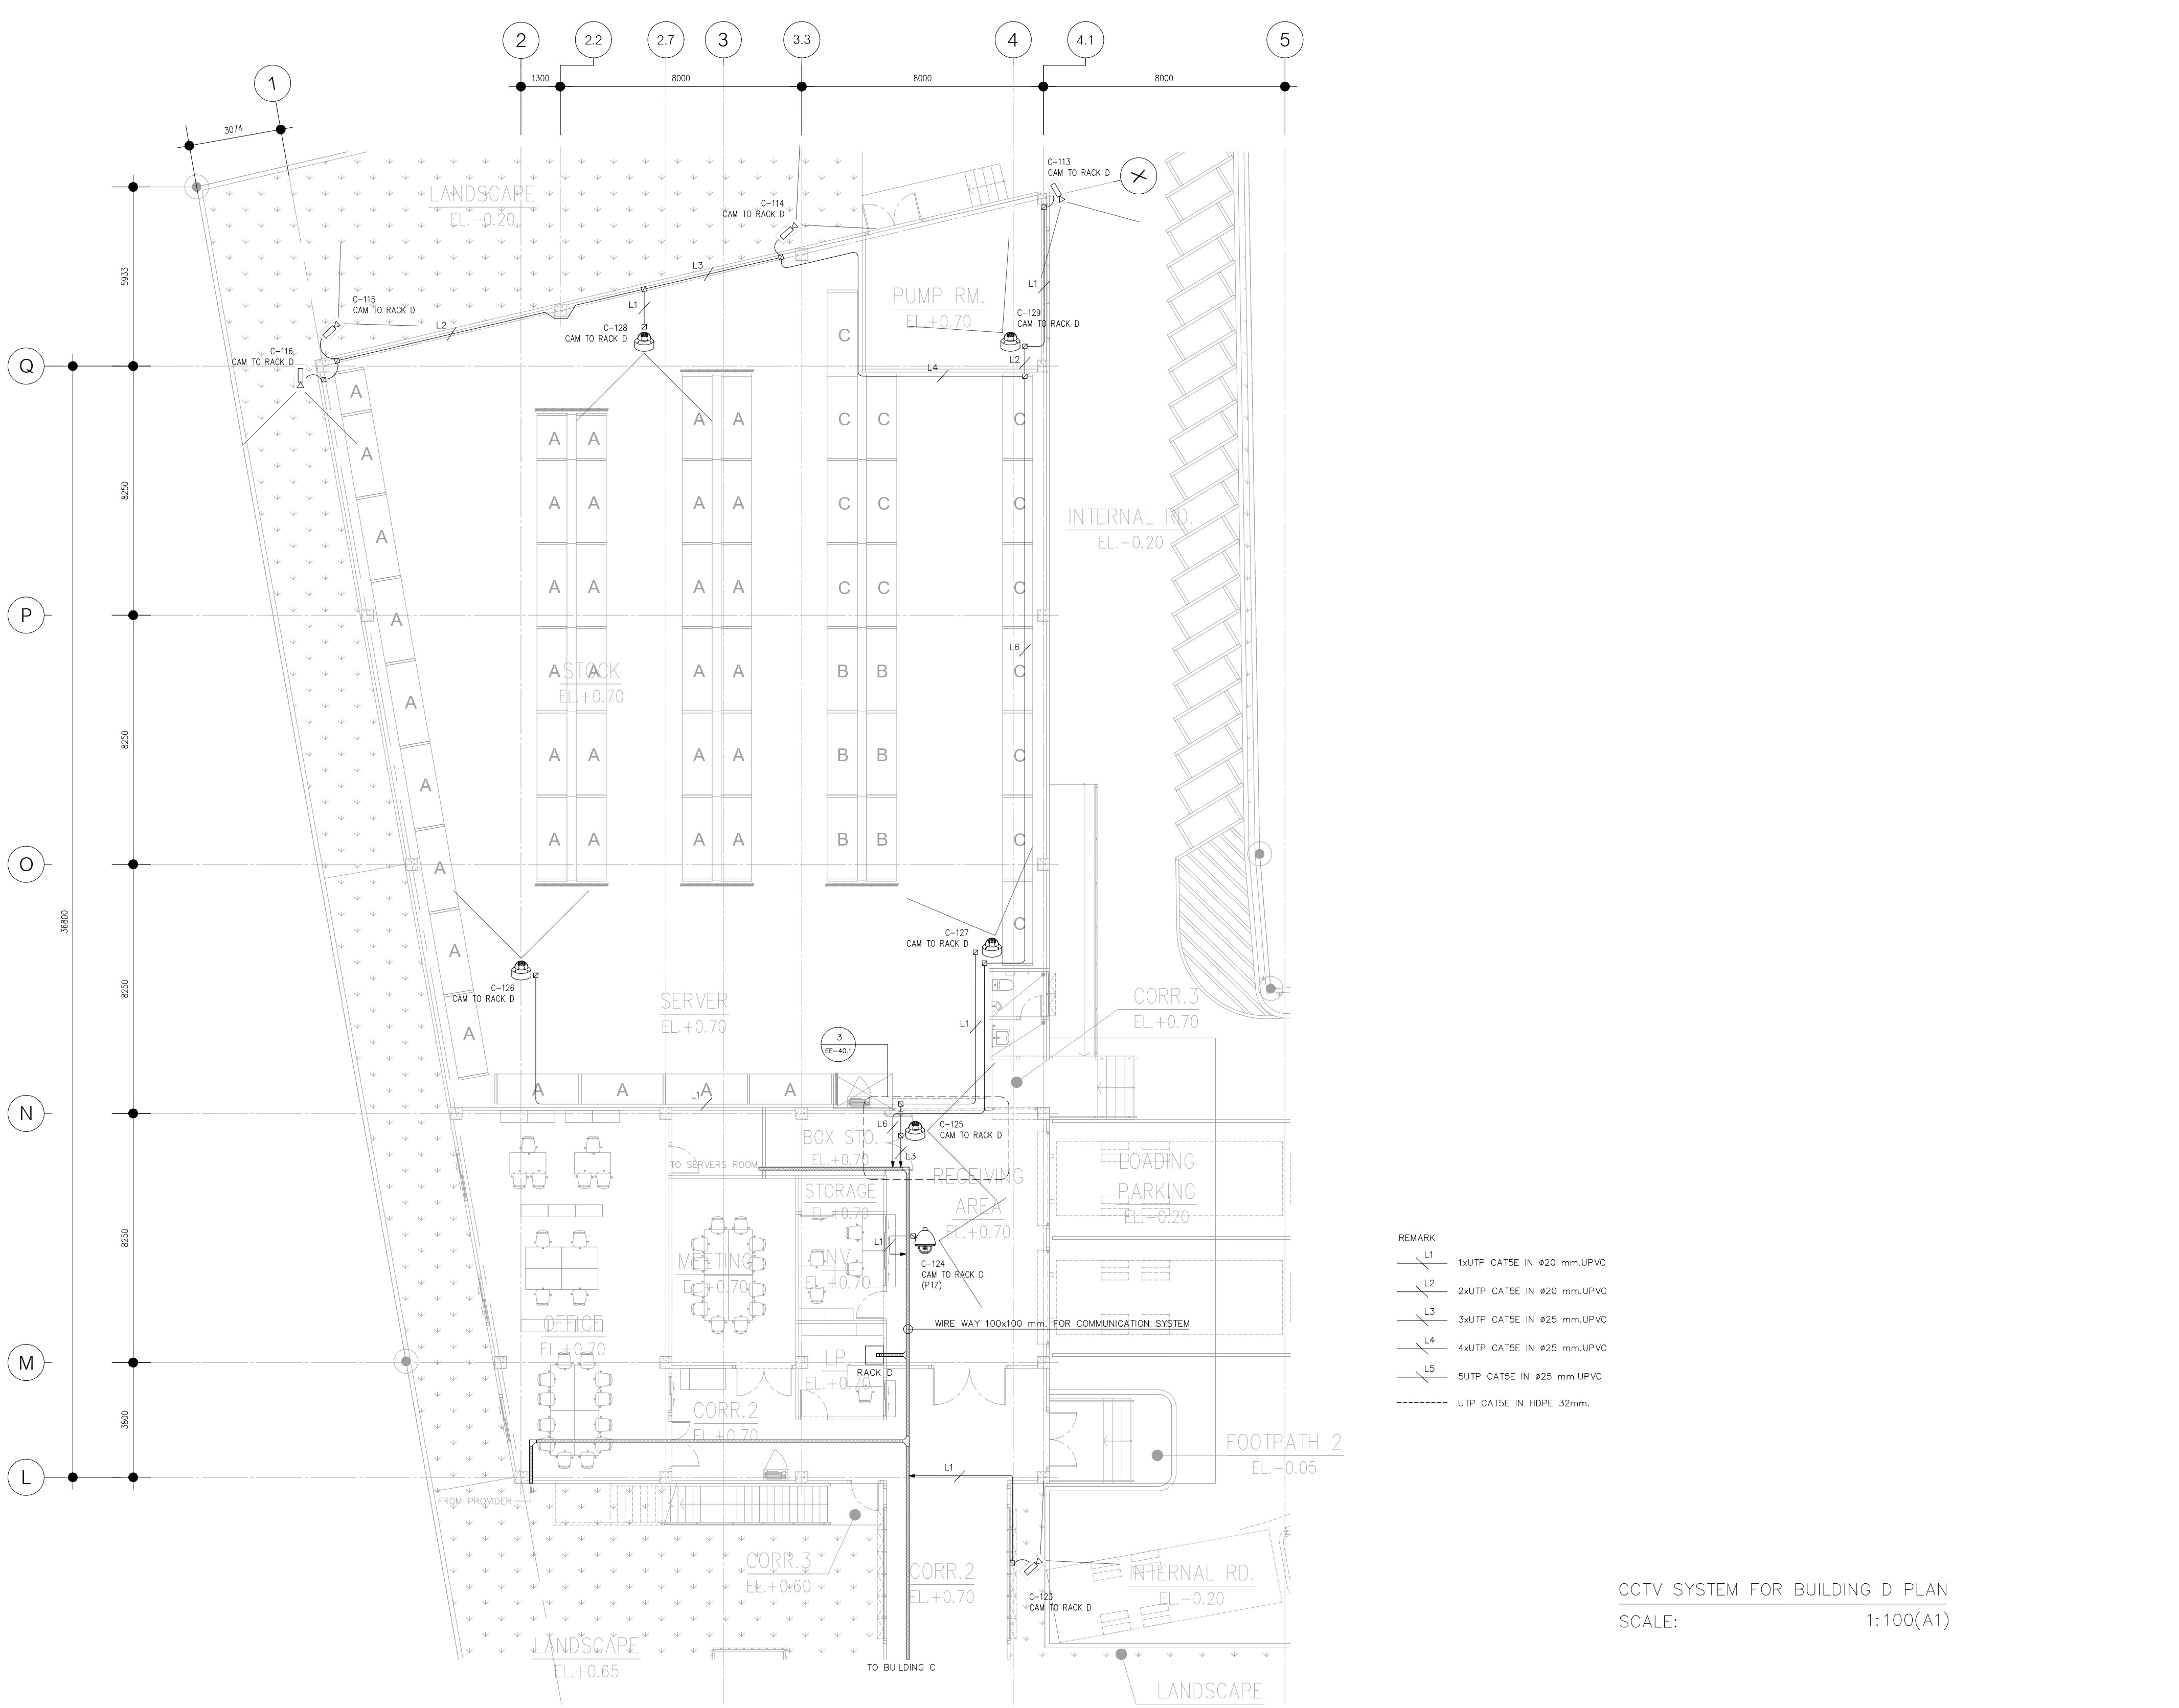 2
2.2
2.7
3
3.3
4
4.1
5
1
1300
8000
8000
8000
3074
C-113
CAM TO RACK D
X
LANDSCAPE
EL.-0.20
C-114
CAM TO RACK D
5933
L3
L1
PUMP RM.
EL.+0.70
C-115
CAM TO RACK D
L1
C-129
CAM TO RACK D
L2
C-128
CAM TO RACK D
C
C-116
CAM TO RACK D
Q
L4
L2
A
A A A A C C C
A
8250
A A A A C C C
INTERNAL RD.
EL.-0.20
A
A A A A C C C
P
A
L6
A A A A B B C
STOCK
EL.+0.70
A
8250
A A A A B B C
A
A A A A B B C
O
A
36800
C
C-127
CAM TO RACK D
A
C-126
CAM TO RACK D
8250
SERVER
EL.+0.70
CORR.3
EL.+0.70
L1
A
3
EE-40.1
A A A A
L1
N
L6
C-125
CAM TO RACK D
BOX STO.
EL.+0.70
L3
TO SERVERS ROOM
LOADING
PARKING
EL.-0.20
RECEIVING
AREA
EL.+0.70
STORAGE
EL.+0.70
8250
L1
C-124
CAM TO RACK D
(PTZ)
MEETING
EL.+0.70
INV.
EL.+0.70
REMARK
L1
1xUTP CAT5E IN ø20 mm.UPVC
L2
2xUTP CAT5E IN ø20 mm.UPVC
L3
3xUTP CAT5E IN ø25 mm.UPVC
L4
4xUTP CAT5E IN ø25 mm.UPVC
L5
5UTP CAT5E IN ø25 mm.UPVC
UTP CAT5E IN HDPE 32mm.
WIRE WAY 100x100 mm. FOR COMMUNICATION SYSTEM
OFFICE
EL.+0.70
M
LP
EL.+0.70
RACK D
3800
CORR.2
EL.+0.70
FOOTPATH 2
EL.-0.05
L
L1
FROM PROVIDER
CORR.3
EL.+0.60
CORR.2
EL.+0.70
INTERNAL RD.
EL.-0.20
C-123
CAM TO RACK D
LANDSCAPE
EL.+0.65
TO BUILDING C
LANDSCAPE
CCTV SYSTEM FOR BUILDING D PLAN
SCALE: 1:100(A1)